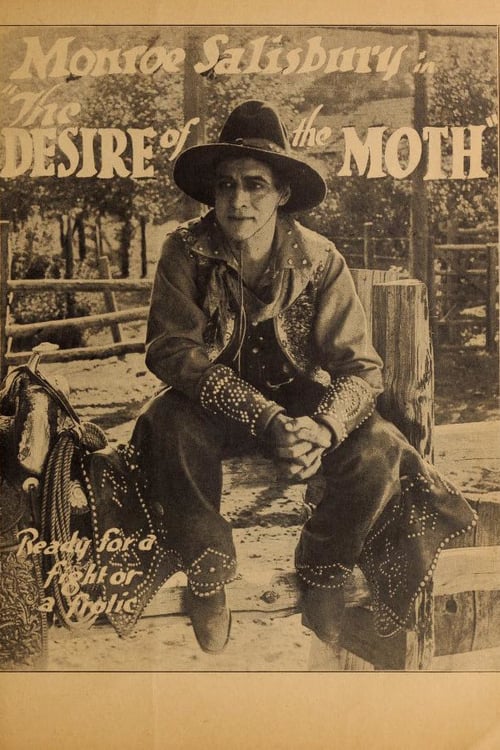 Monroe Salisbury in
"The
DESIRE of the MOTH"
Ready for a
fight or
a frolic